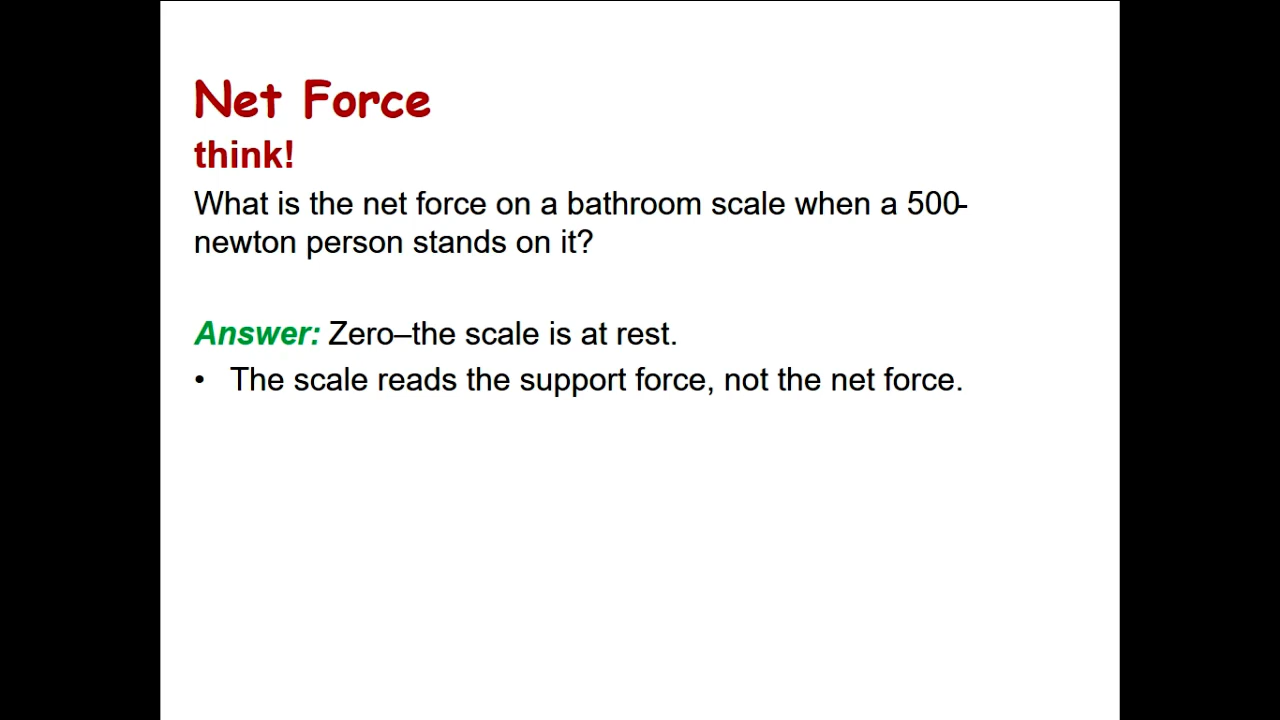 Net Force
think!
What is the net force on a bathroom scale when a 500-
newton person stands on it?
Answer: Zero–the scale is at rest.
• The scale reads the support force, not the net force.